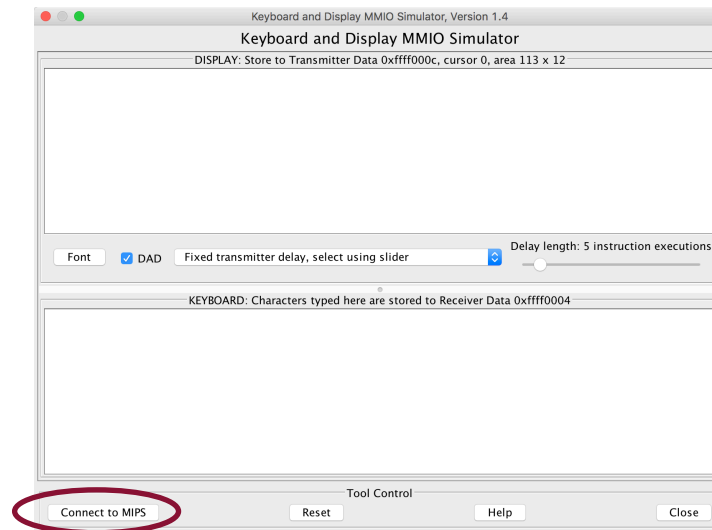 Keyboard and Display MMIO Simulator, Version 1.4
Keyboard and Display MMIO Simulator
DISPLAY: Store to Transmitter Data 0xffff000c, cursor 0, area 113 x 12
Font DAD Fixed transmitter delay, select using slider Delay length: 5 instruction executions
KEYBOARD: Characters typed here are stored to Receiver Data 0xffff0004
Tool Control
Connect to MIPS Reset Help Close